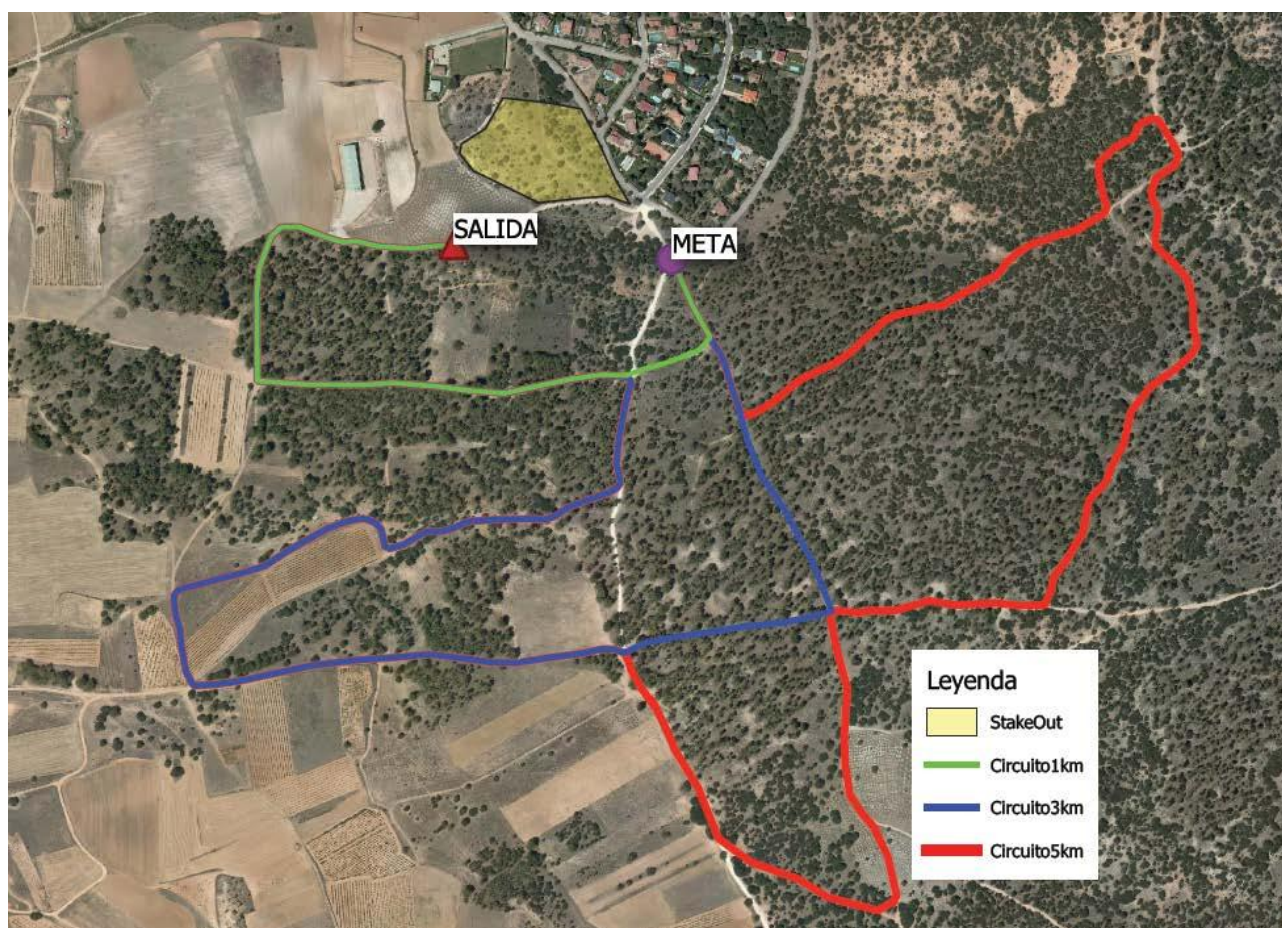 SALIDA
META
Leyenda
StakeOut
Circuito1km
Circuito3km
Circuito5km